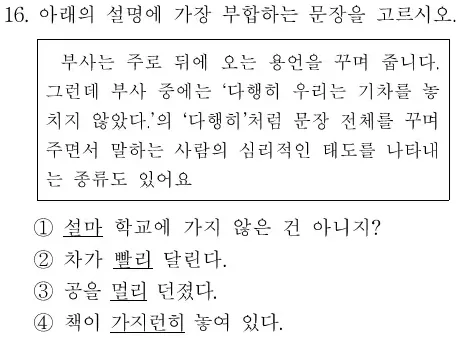 16. 아래의 설명에 가장 부합하는 문장을 고르시오.
부사는 주로 뒤에 오는 용언을 꾸며 줍니다.
그런데 부사 중에는 ‘다행히 우리는 기차를 놓
치지 않았다.’의 ‘다행히’처럼 문장 전체를 꾸며
주면서 말하는 사람의 심리적인 태도를 나타내
는 종류도 있어요
① 설마 학교에 가지 않은 건 아니지?
② 차가 빨리 달린다.
③ 공을 멀리 던졌다.
④ 책이 가지런히 놓여 있다.